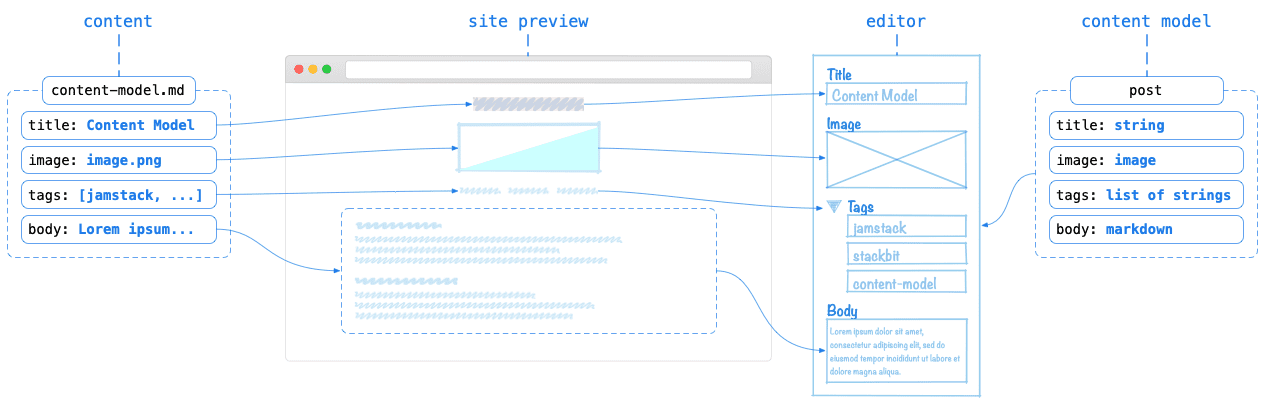 content
site preview
editor
content model
content-model.md
title: Content Model
image: image.png
tags: [jamstack, ...]
body: Lorem ipsum...
Title
Content Model
Image
Tags
jamstack
stackbit
content-model
Body
Lorem ipsum dolor sit amet,
consectetur adipiscing elit, sed do
eiusmod tempor incididunt ut labore et
dolore magna aliqua.
post
title: string
image: image
tags: list of strings
body: markdown